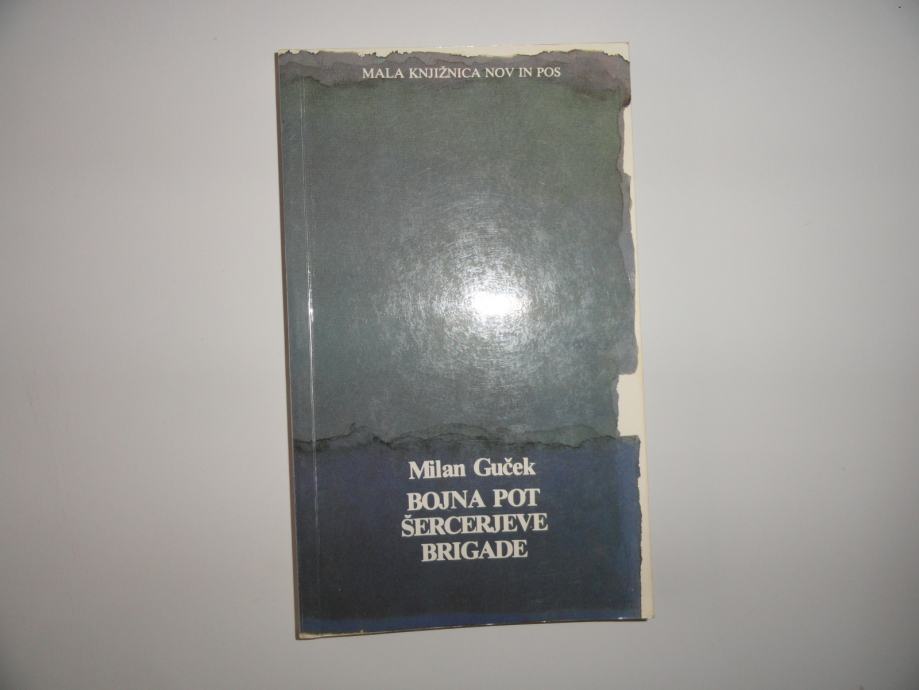 MALA KNJIŽNICA NOV IN POS
Milan Guček
BOJNA POT
ŠERCERJEVE
BRIGADE